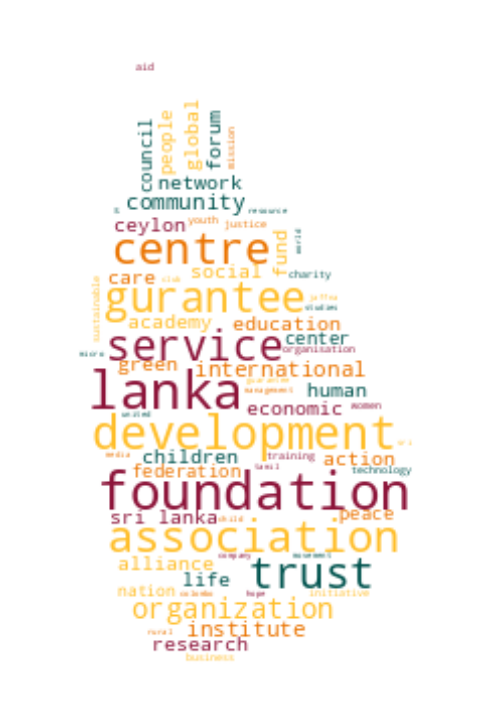 aid
council people global forum mission
network
community
g resource
ceylon youth justice
centre fund world
care club social charity
sustainable gurantee jaffna
studies
academy education
service center
micro organisation
green international
guarantee
lanka management human
united economic women
development sri
media children training action
federation tamil technology
foundation
sri lanka child peace
association
company movement
alliance
life trust
nation colombo hope initiative
organization
rural institute
research
business